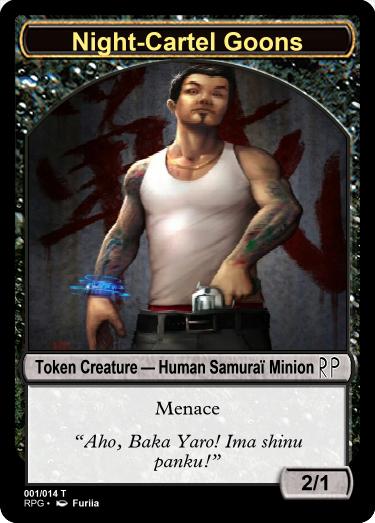 Night-Cartel Goons
Token Creature — Human Samuraï Minion RP
Menace
“Aho, Baka Yaro! Ima shinu
panku!”
2/1
001/014 T
RPG • Furiia